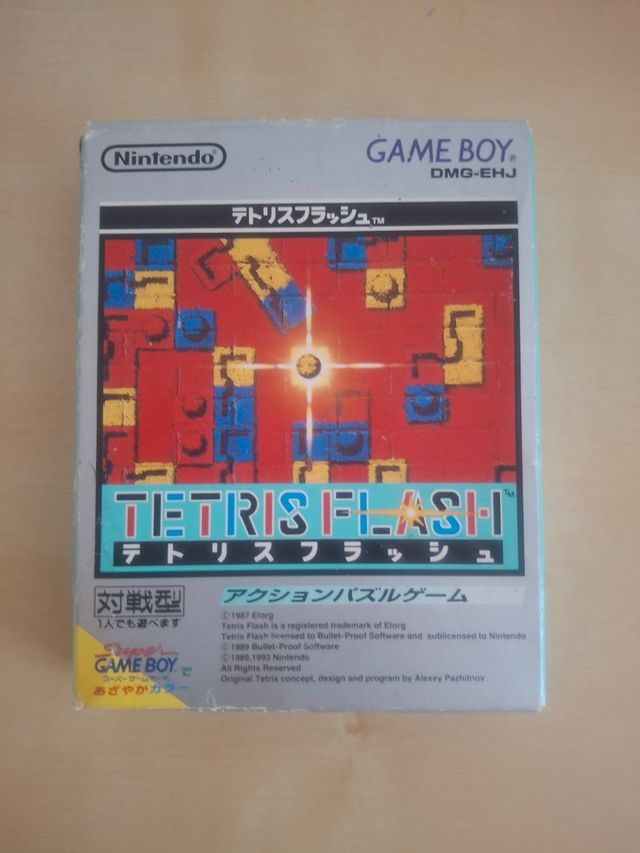 Nintendo®
GAME BOY®
DMG-EHJ
テトリスフラッシュ™
TETRIS FLASH™
テトリスフラッシュ
対戦型
1人でも遊べます
アクションパズルゲーム
©1987 Elorg
Tetris Flash is a registered trademark of Elorg
Tetris Flash licensed to Bullet-Proof Software and sublicensed to Nintendo
©1989 Bullet-Proof Software
©1989,1993 Nintendo
All Rights Reserved
Original Tetris concept, design and program by Alexey Pazhitnov
Super
GAME BOY®で
スーパーゲームボーイ
あざやかカラー